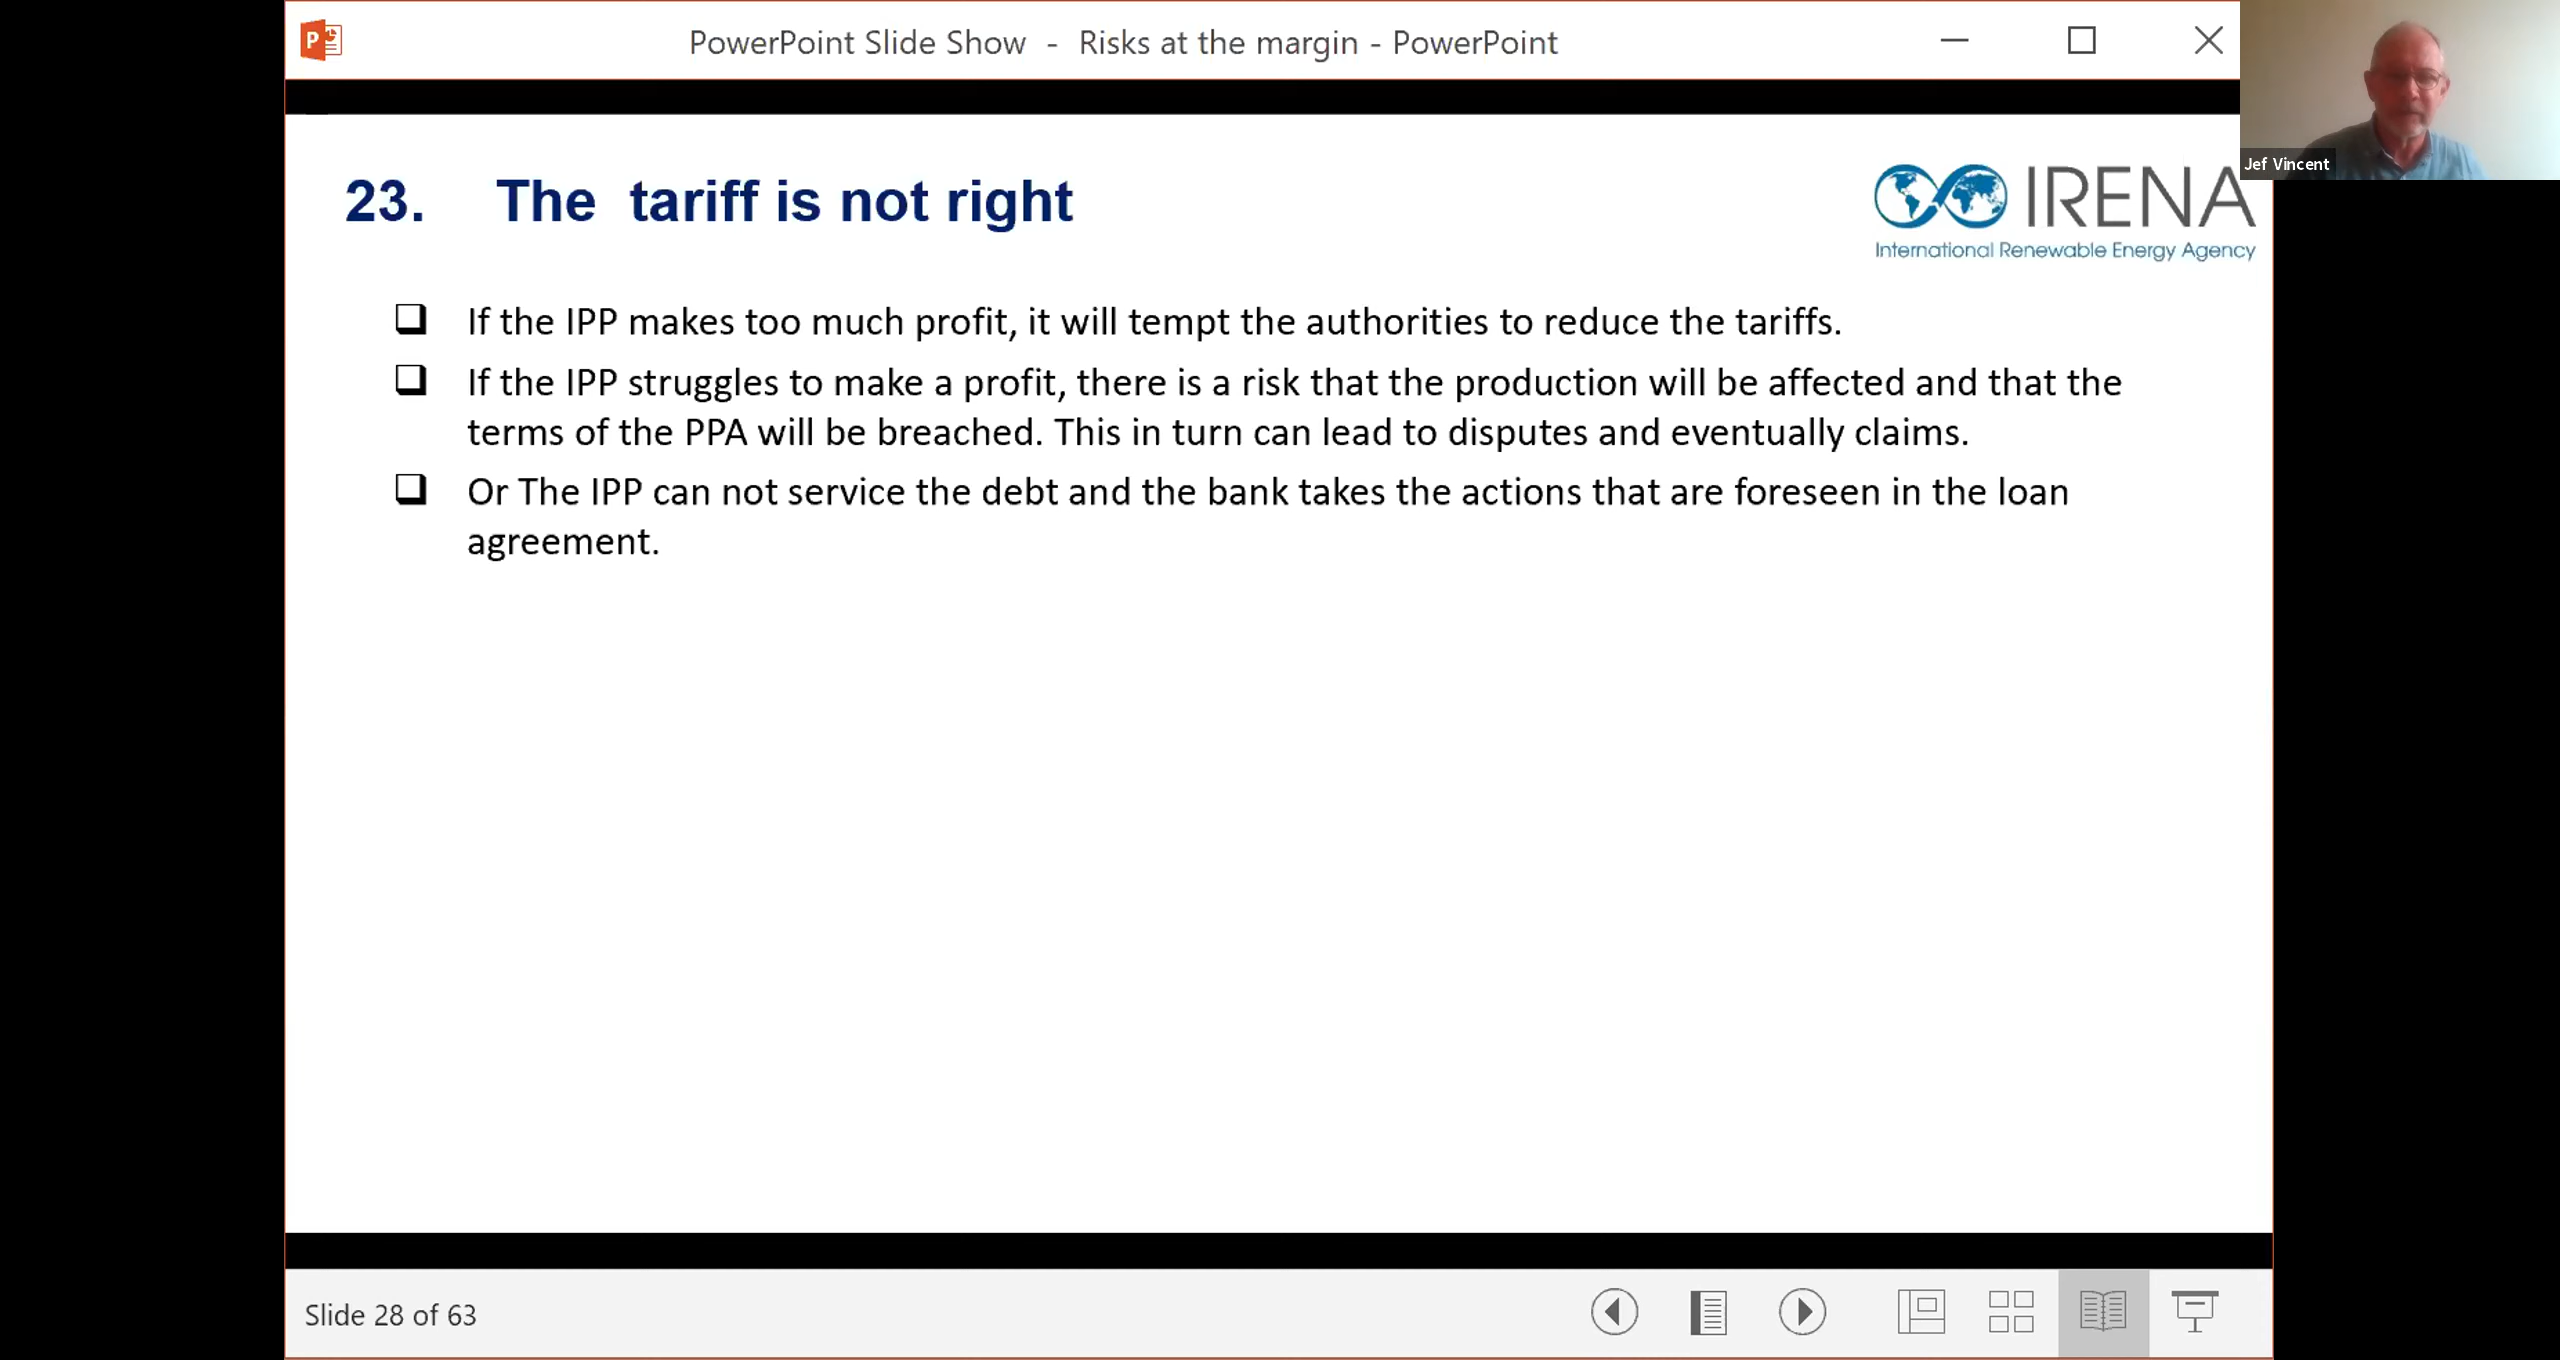 PowerPoint Slide Show - Risks at the margin - PowerPoint
Jef Vincent
23. The tariff is not right
IRENA
International Renewable Energy Agency
If the IPP makes too much profit, it will tempt the authorities to reduce the tariffs.
If the IPP struggles to make a profit, there is a risk that the production will be affected and that the
terms of the PPA will be breached. This in turn can lead to disputes and eventually claims.
Or The IPP can not service the debt and the bank takes the actions that are foreseen in the loan
agreement.
Slide 28 of 63